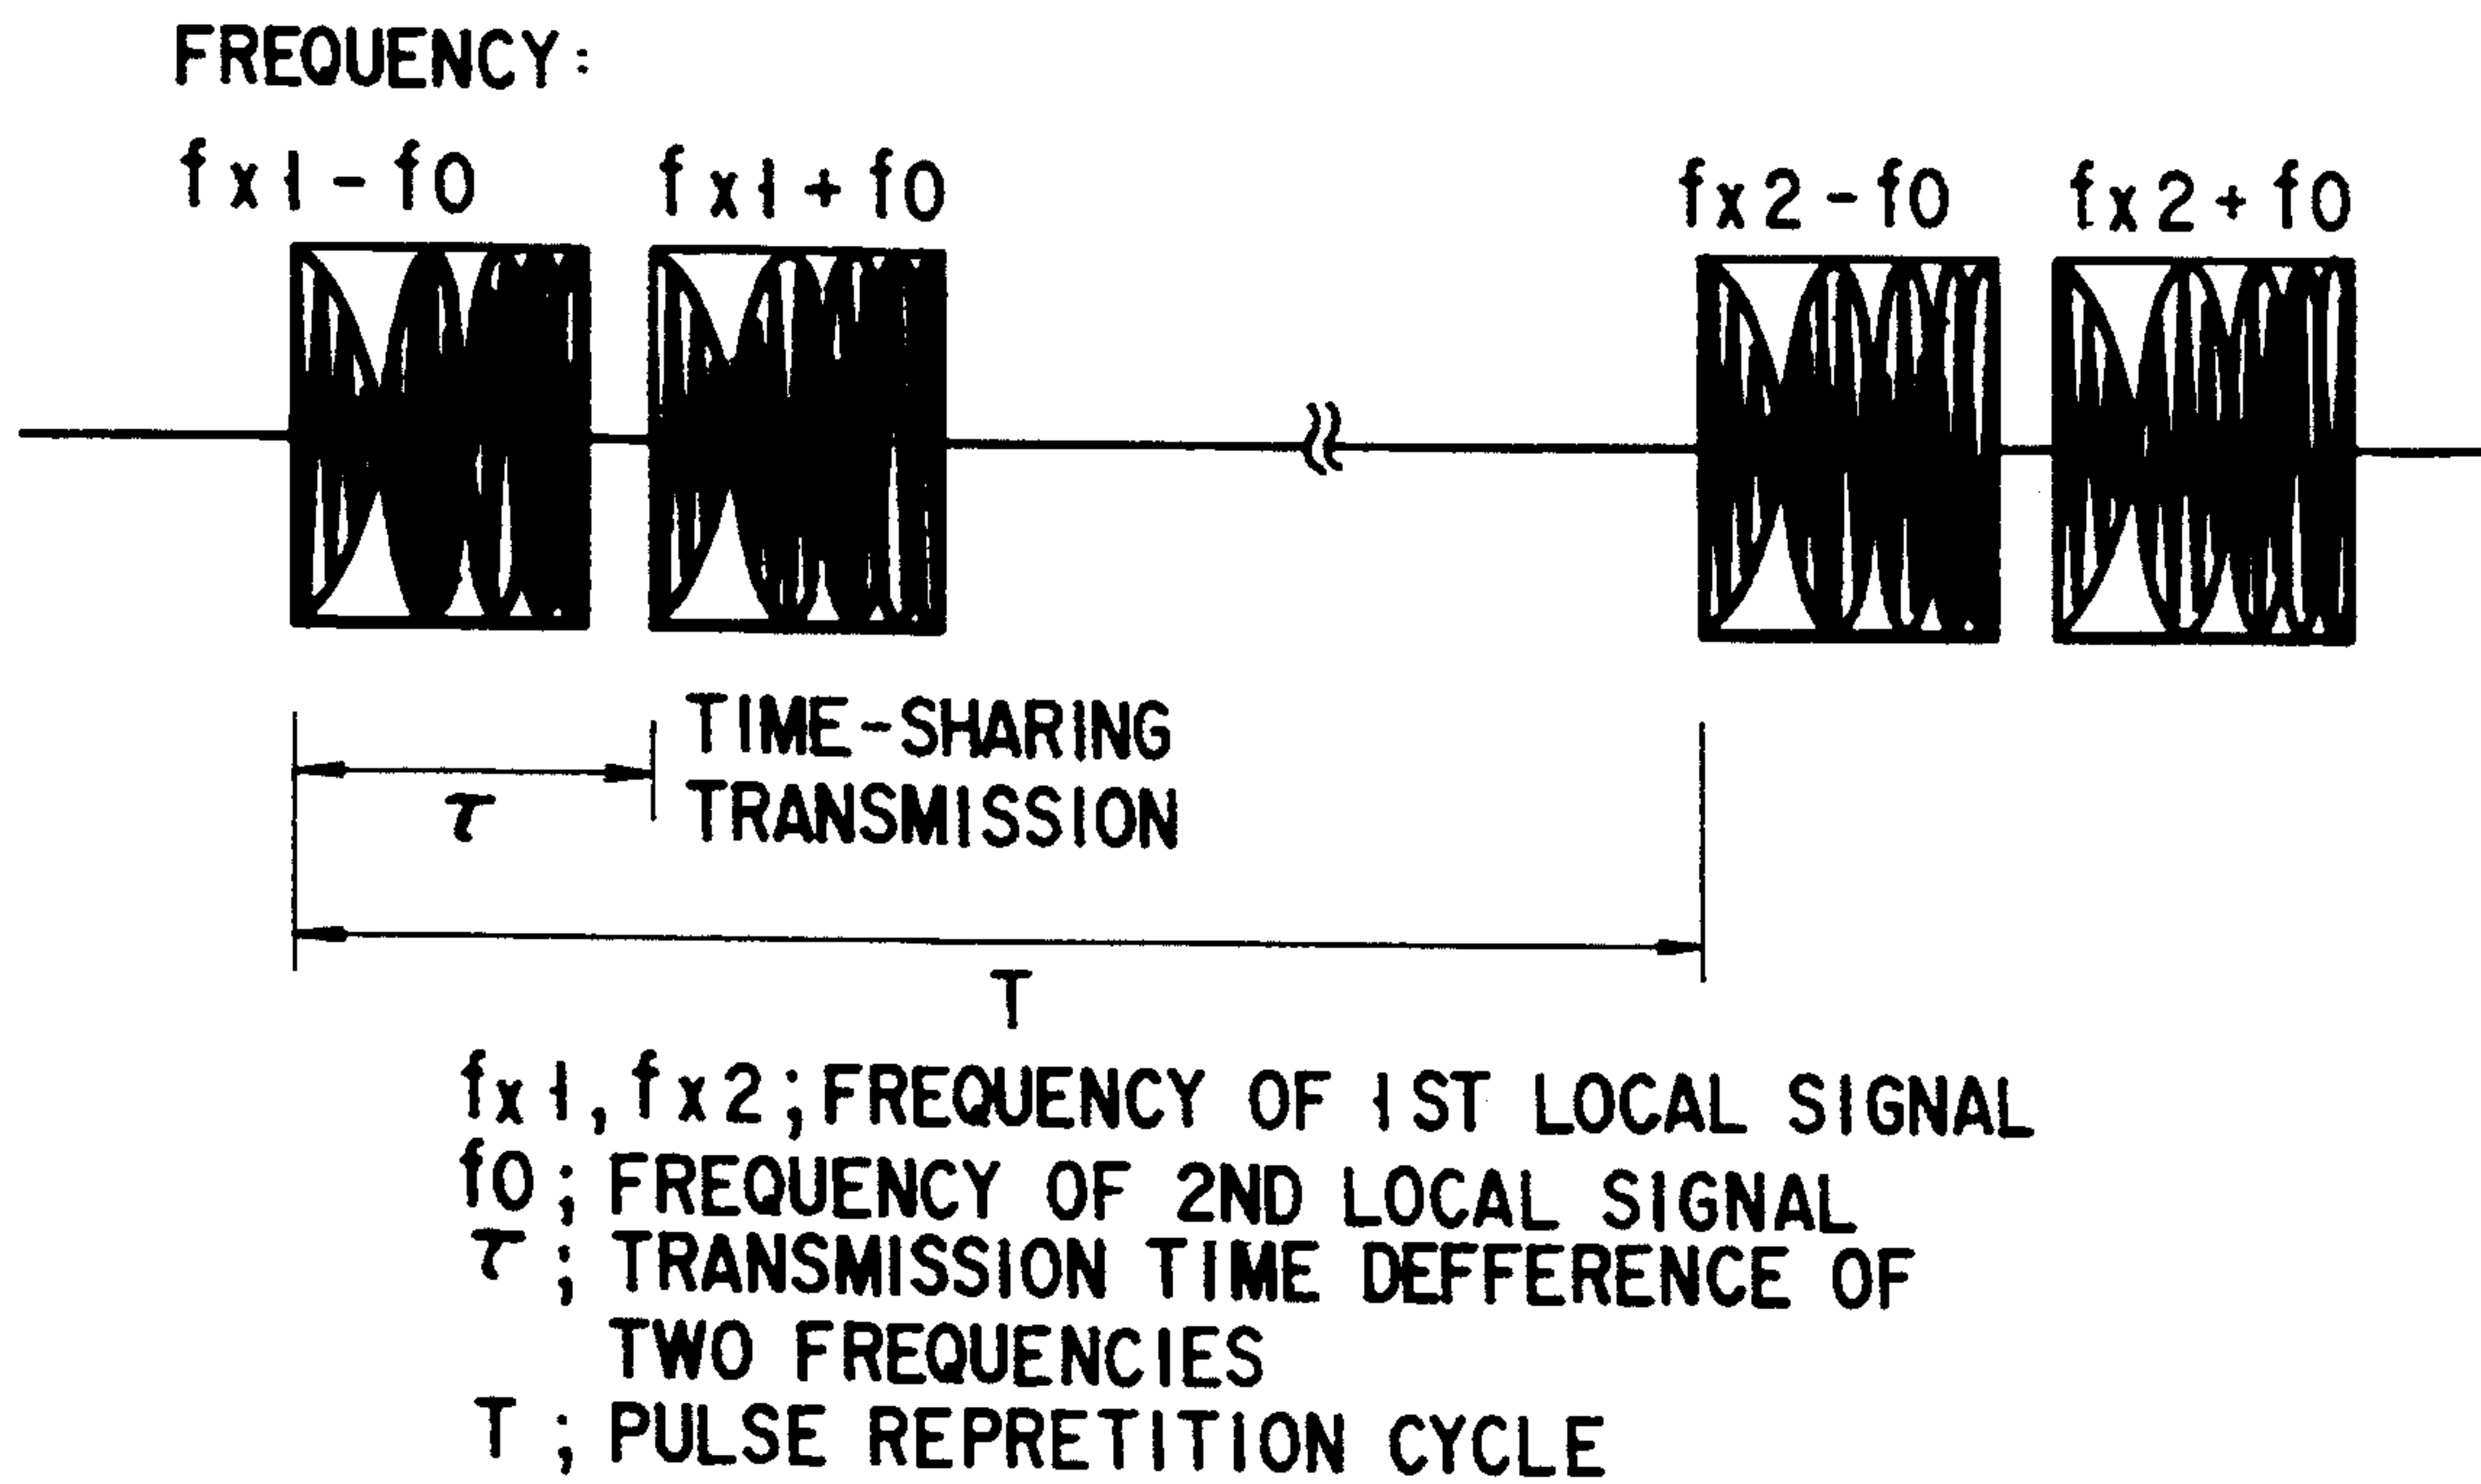 FREQUENCY:
fx1-f0 fx1+f0 fx2-f0 fx2+f0
TIME-SHARING
TRANSMISSION
τ
T
fx1,fx2;FREQUENCY OF 1ST LOCAL SIGNAL
f0; FREQUENCY OF 2ND LOCAL SIGNAL
τ; TRANSMISSION TIME DEFFERENCE OF
TWO FREQUENCIES
T; PULSE REPRETITION CYCLE